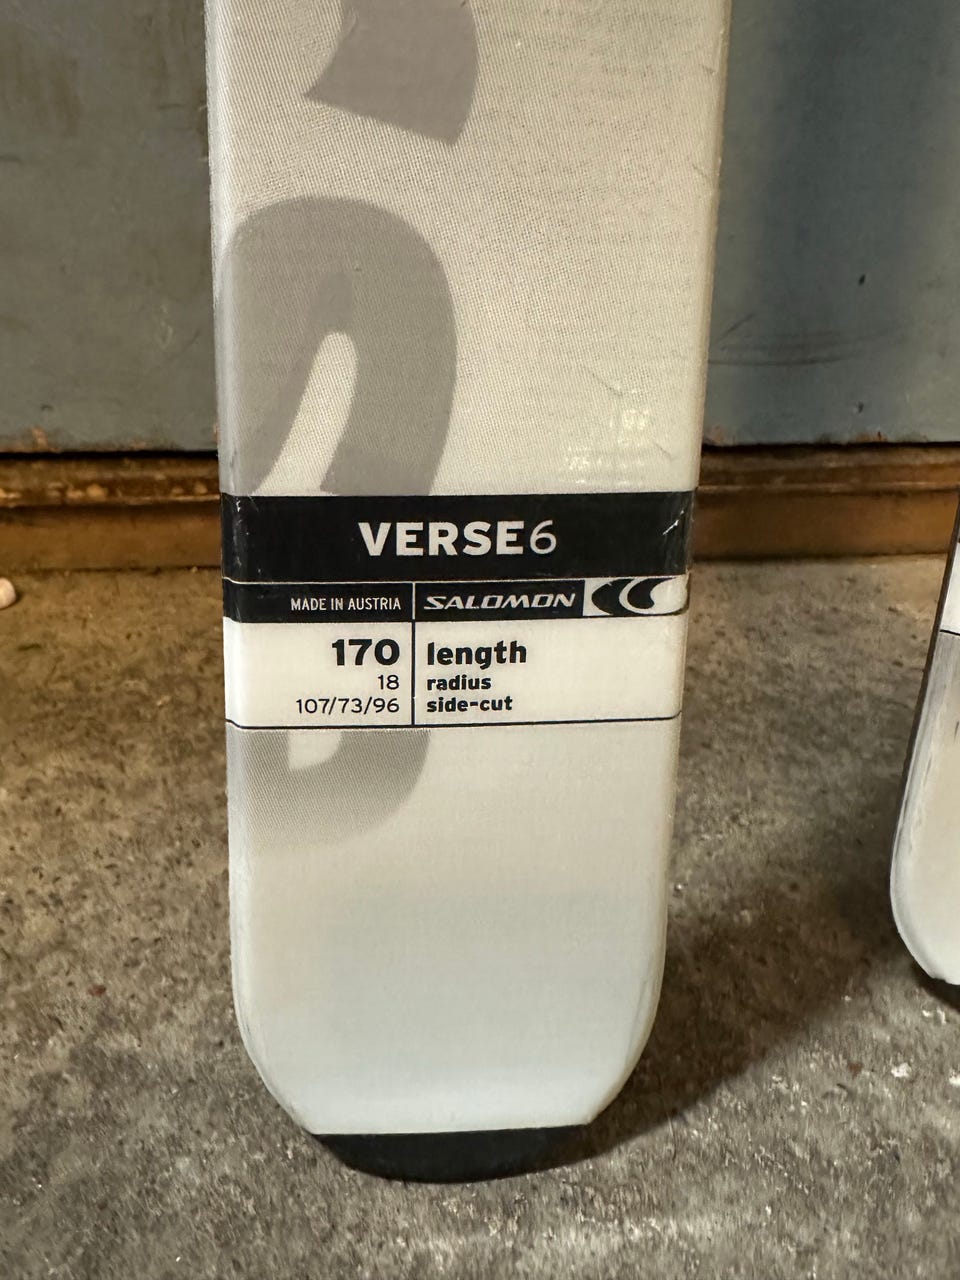 VERSE6
MADE IN AUSTRIA SALOMON
170 length
18 radius
107/73/96 side-cut